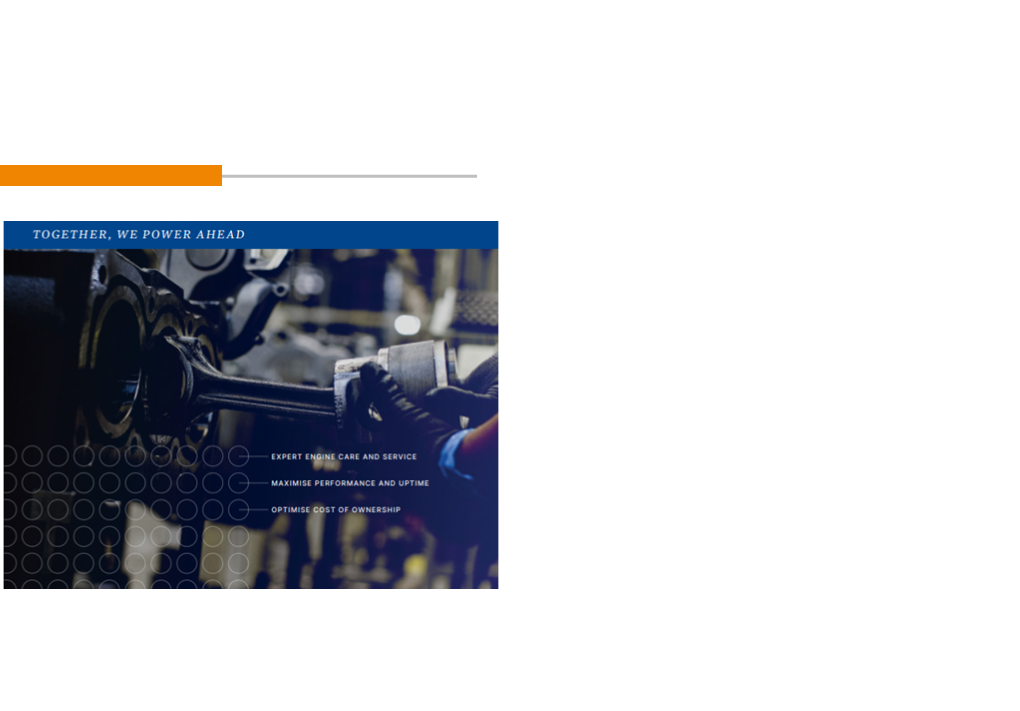 TOGETHER, WE POWER AHEAD
EXPERT ENGINE CARE AND SERVICE
MAXIMISE PERFORMANCE AND UPTIME
OPTIMISE COST OF OWNERSHIP